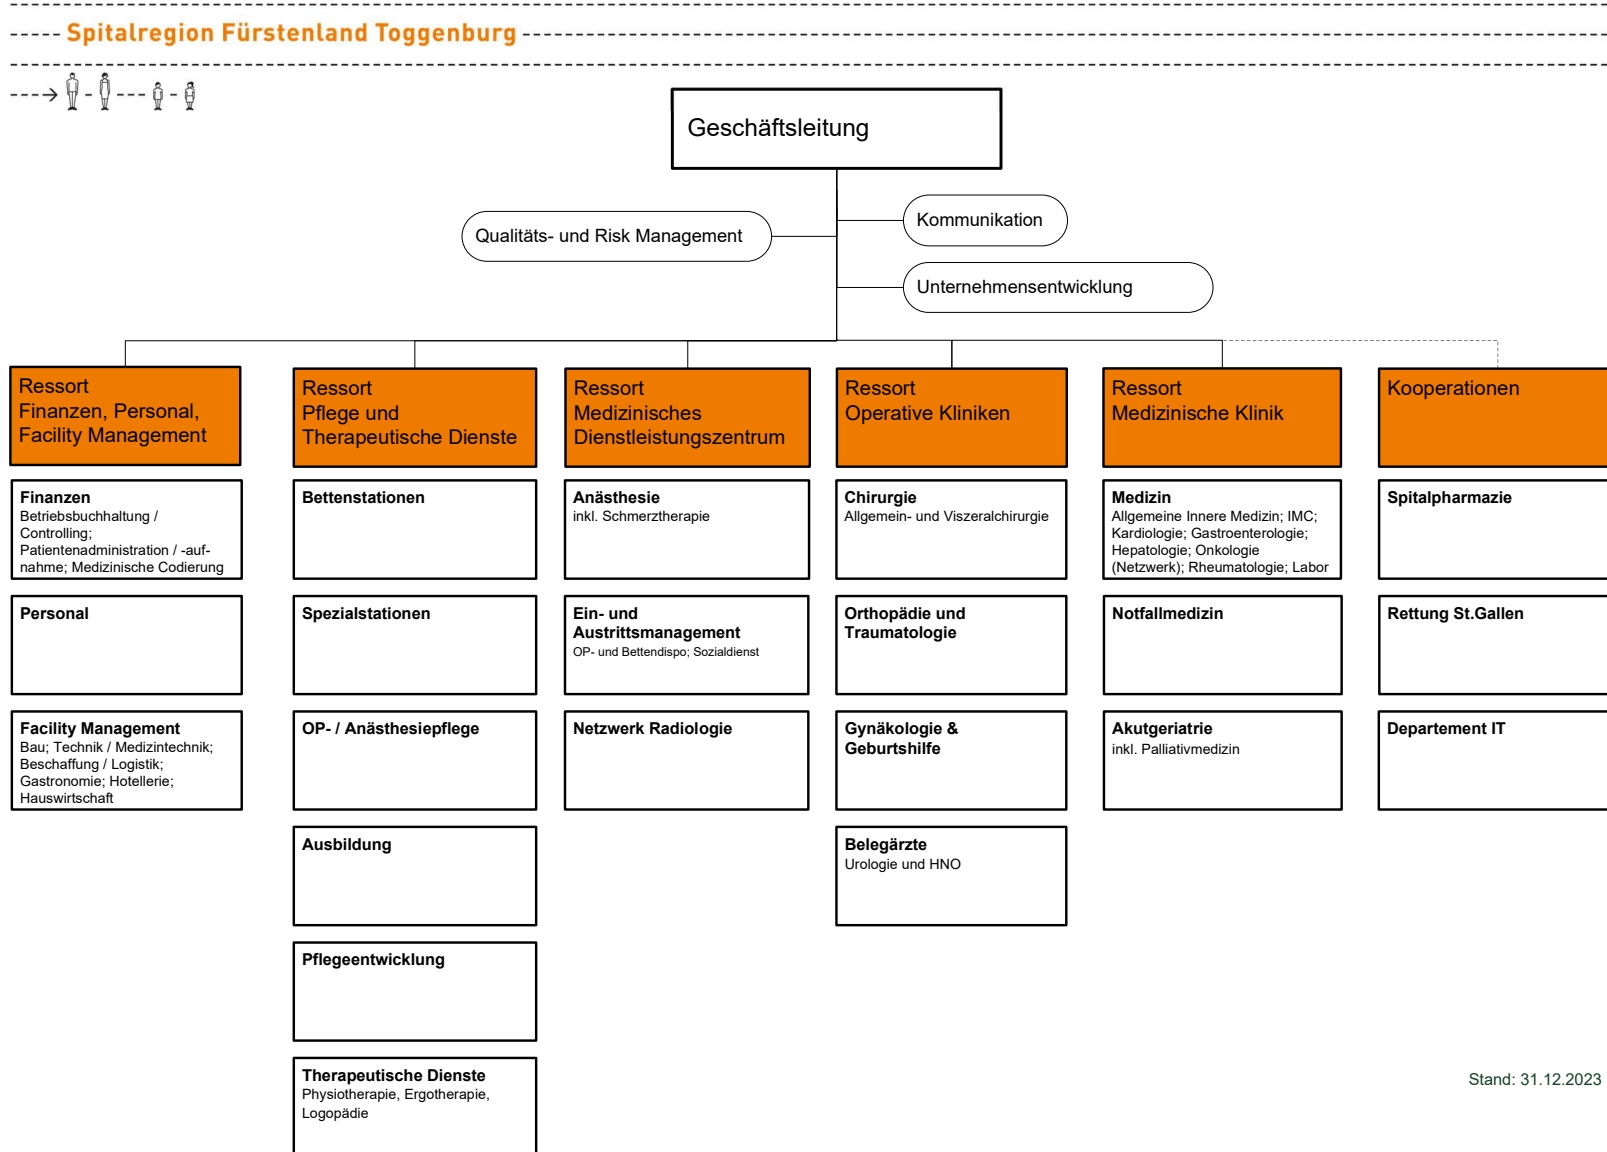 Spitalregion Fürstenland Toggenburg
Geschäftsleitung
Kommunikation
Qualitäts- und Risk Management
Unternehmensentwicklung
Ressort
Finanzen, Personal,
Facility Management
Ressort
Pflege und
Therapeutische Dienste
Ressort
Medizinisches
Dienstleistungszentrum
Ressort
Operative Kliniken
Ressort
Medizinische Klinik
Kooperationen
Finanzen
Betriebsbuchhaltung /
Controlling;
Patientenadministration / -auf-
nahme; Medizinische Codierung
Bettenstationen
Anästhesie
inkl. Schmerztherapie
Chirurgie
Allgemein- und Viszeralchirurgie
Medizin
Allgemeine Innere Medizin; IMC;
Kardiologie; Gastroenterologie;
Hepatologie; Onkologie
(Netzwerk); Rheumatologie; Labor
Spitalpharmazie
Personal
Spezialstationen
Ein- und
Austrittsmanagement
OP- und Bettendispo; Sozialdienst
Orthopädie und
Traumatologie
Notfallmedizin
Rettung St.Gallen
Facility Management
Bau; Technik / Medizintechnik;
Beschaffung / Logistik;
Gastronomie; Hotellerie;
Hauswirtschaft
OP- / Anästhesiepflege
Netzwerk Radiologie
Gynäkologie &
Geburtshilfe
Akutgeriatrie
inkl. Palliativmedizin
Departement IT
Ausbildung
Belegärzte
Urologie und HNO
Pflegeentwicklung
Therapeutische Dienste
Physiotherapie, Ergotherapie,
Logopädie
Stand: 31.12.2023